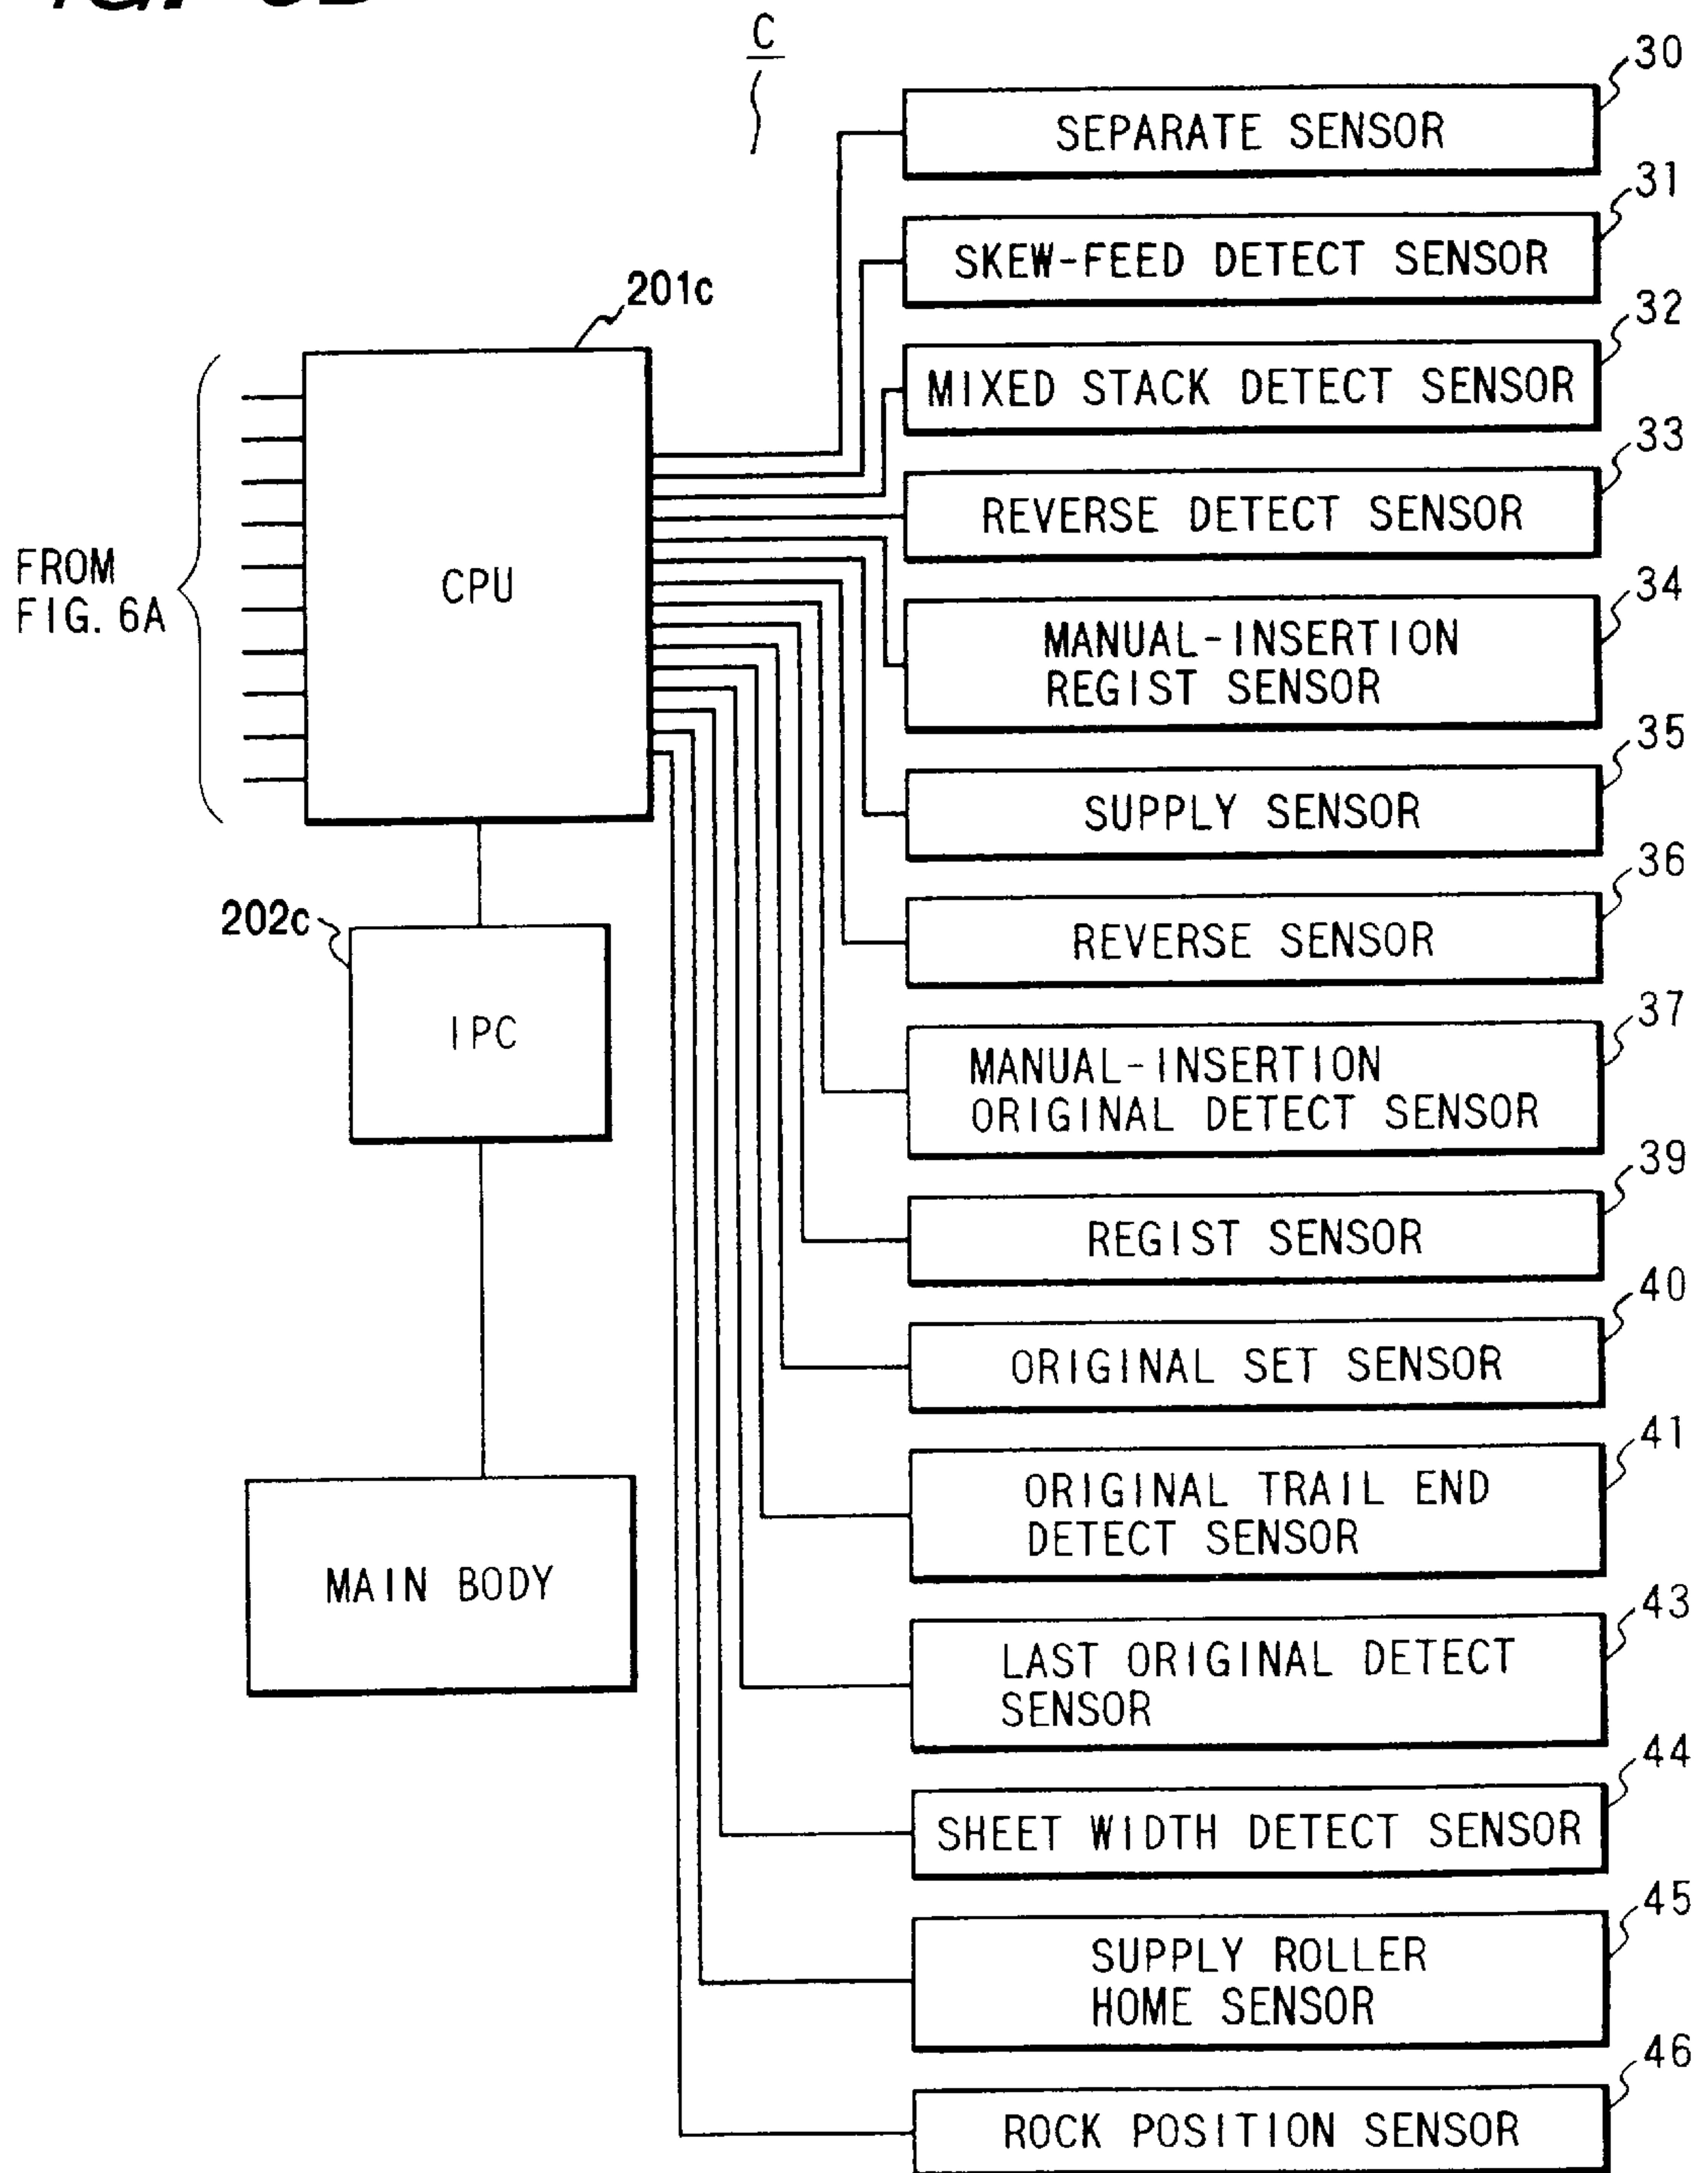 C
30
SEPARATE SENSOR
31
SKEW-FEED DETECT SENSOR
32
MIXED STACK DETECT SENSOR
33
REVERSE DETECT SENSOR
34
MANUAL-INSERTION
REGIST SENSOR
35
SUPPLY SENSOR
36
REVERSE SENSOR
37
MANUAL-INSERTION
ORIGINAL DETECT SENSOR
39
REGIST SENSOR
40
ORIGINAL SET SENSOR
41
ORIGINAL TRAIL END
DETECT SENSOR
43
LAST ORIGINAL DETECT
SENSOR
44
SHEET WIDTH DETECT SENSOR
45
SUPPLY ROLLER
HOME SENSOR
46
ROCK POSITION SENSOR
201c
CPU
FROM
FIG. 6A
202c
IPC
MAIN BODY